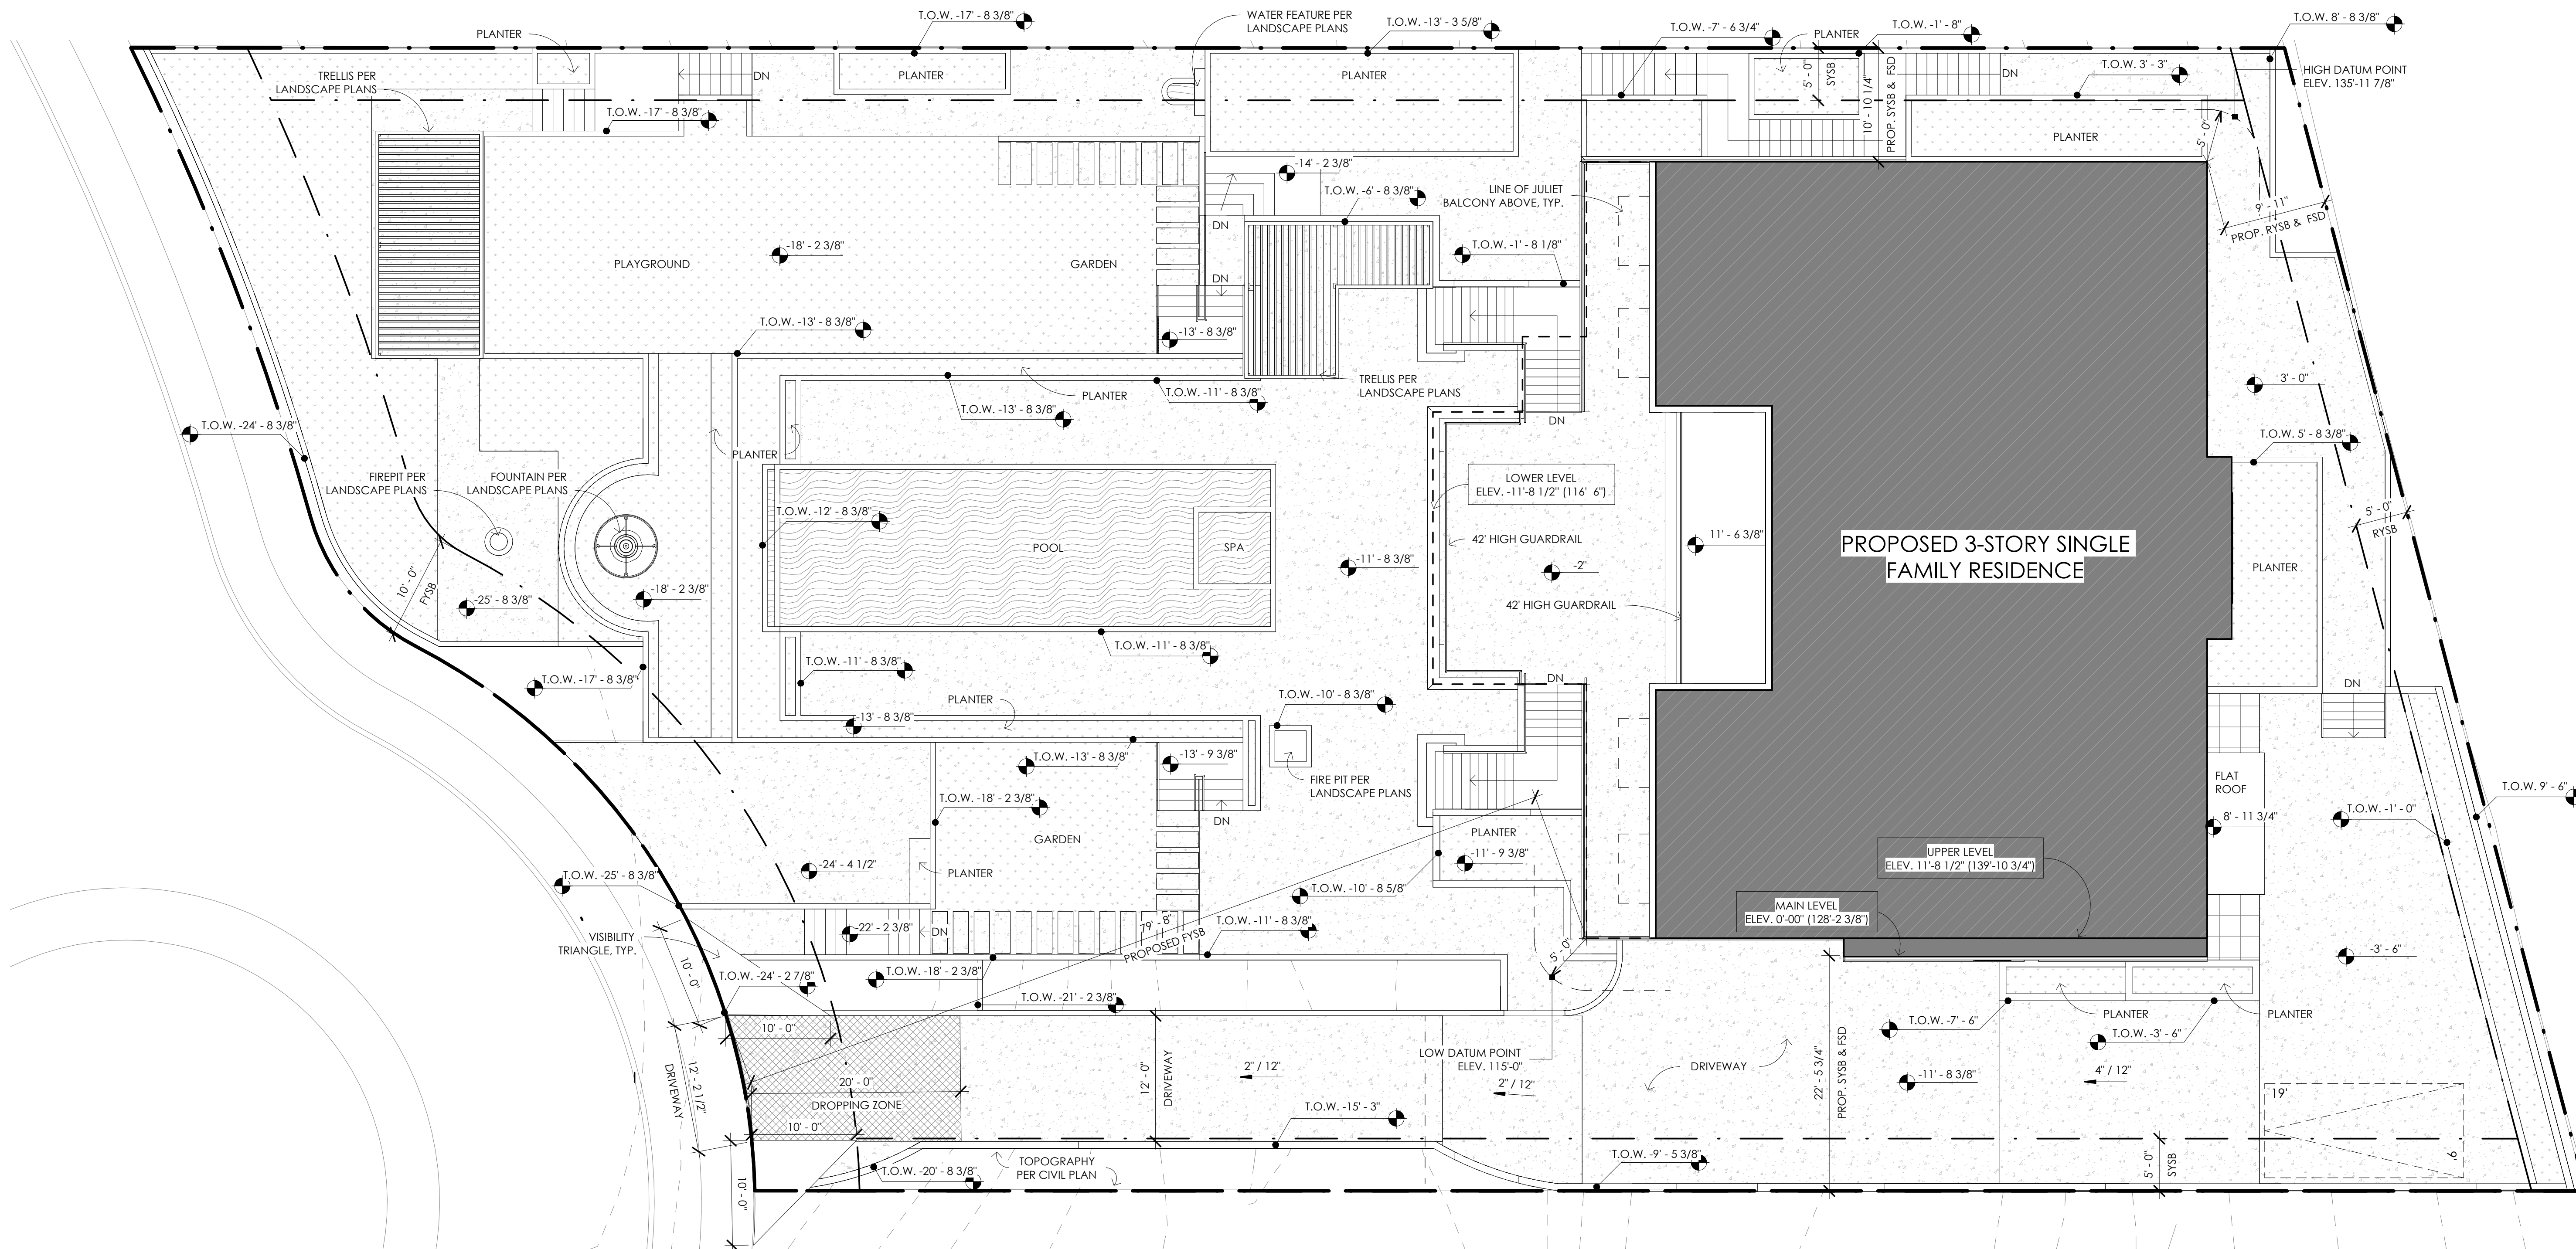 T.O.W. -17' - 8 3/8"
WATER FEATURE PER
LANDSCAPE PLANS
T.O.W. -13' - 3 5/8"
T.O.W. -7' - 6 3/4"
T.O.W. -1' - 8"
T.O.W. 8' - 8 3/8"
PLANTER
PLANTER
TRELLIS PER
LANDSCAPE PLANS
DN
PLANTER
PLANTER
5' - 0"
SYSB
10' - 10 1/4"
PROP. SYSB & FSD
DN
T.O.W. 3' - 3"
HIGH DATUM POINT
ELEV. 135'-11 7/8"
T.O.W. -17' - 8 3/8"
PLANTER
5' - 0"
-14' - 2 3/8"
T.O.W. -6' - 8 3/8"
LINE OF JULIET
BALCONY ABOVE, TYP.
9' - 11"
PROP. RYSB & FSD
DN
-18' - 2 3/8"
PLAYGROUND
GARDEN
T.O.W. -1' - 8 1/8"
DN
T.O.W. -13' - 8 3/8"
-13' - 8 3/8"
3' - 0"
TRELLIS PER
LANDSCAPE PLANS
PLANTER
T.O.W. -11' - 8 3/8"
T.O.W. -13' - 8 3/8"
DN
T.O.W. -24' - 8 3/8"
T.O.W. 5' - 8 3/8"
PLANTER
FIREPIT PER
LANDSCAPE PLANS
FOUNTAIN PER
LANDSCAPE PLANS
LOWER LEVEL
ELEV. -11'-8 1/2" (116' 6")
T.O.W. -12' - 8 3/8"
5' - 0"
RYSB
POOL
SPA
42' HIGH GUARDRAIL
11' - 6 3/8"
PROPOSED 3-STORY SINGLE
FAMILY RESIDENCE
-11' - 8 3/8"
-2"
PLANTER
10' - 0"
FYSB
-25' - 8 3/8"
-18' - 2 3/8"
42' HIGH GUARDRAIL
T.O.W. -11' - 8 3/8"
T.O.W. -11' - 8 3/8"
T.O.W. -17' - 8 3/8"
DN
DN
PLANTER
T.O.W. -10' - 8 3/8"
-13' - 8 3/8"
T.O.W. -13' - 8 3/8"
-13' - 9 3/8"
FIRE PIT PER
LANDSCAPE PLANS
FLAT
ROOF
T.O.W. 9' - 6"
T.O.W. -18' - 2 3/8"
T.O.W. -1' - 0"
8' - 11 3/4"
DN
GARDEN
PLANTER
-11' - 9 3/8"
-24' - 4 1/2"
PLANTER
UPPER LEVEL
ELEV. 11'-8 1/2" (139'-10 3/4")
T.O.W. -25' - 8 3/8"
T.O.W. -10' - 8 5/8"
MAIN LEVEL
ELEV. 0'-00" (128'-2 3/8")
79' - 8"
PROPOSED FYSB
T.O.W. -11' - 8 3/8"
-22' - 2 3/8"
DN
VISIBILITY
TRIANGLE, TYP.
5' - 0"
-3' - 6"
10' - 0"
T.O.W. -24' - 2 7/8"
T.O.W. -18' - 2 3/8"
T.O.W. -21' - 2 3/8"
PLANTER
PLANTER
T.O.W. -7' - 6"
T.O.W. -3' - 6"
10' - 0"
LOW DATUM POINT
ELEV. 115'-0"
2" / 12"
2" / 12"
DRIVEWAY
4" / 12"
-11' - 8 3/8"
12' - 2 1/2"
DRIVEWAY
20' - 0"
DROPPING ZONE
12' - 0"
DRIVEWAY
22' - 5 3/4"
PROP. SYSB & FSD
19'
T.O.W. -15' - 3"
10' - 0"
9'
T.O.W. -9' - 5 3/8"
5' - 0"
SYSB
TOPOGRAPHY
PER CIVIL PLAN
T.O.W. -20' - 8 3/8"
10' - 0"